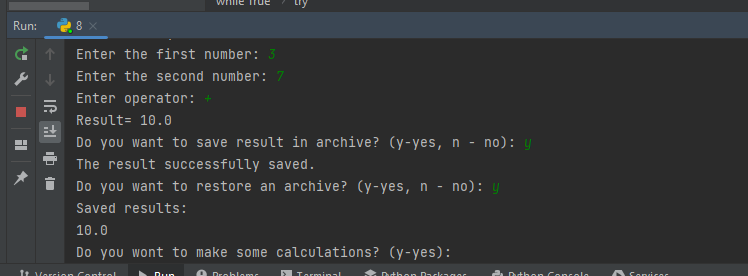 while True › try
Run: 8 ×
Enter the first number: 3
Enter the second number: 7
Enter operator: +
Result= 10.0
Do you want to save result in archive? (y-yes, n - no): y
The result successfully saved.
Do you want to restore an archive? (y-yes, n - no): y
Saved results:
10.0
Do you wont to make some calculations? (y-yes):
Version Control Run Problems Terminal Python Packages Python Console Services